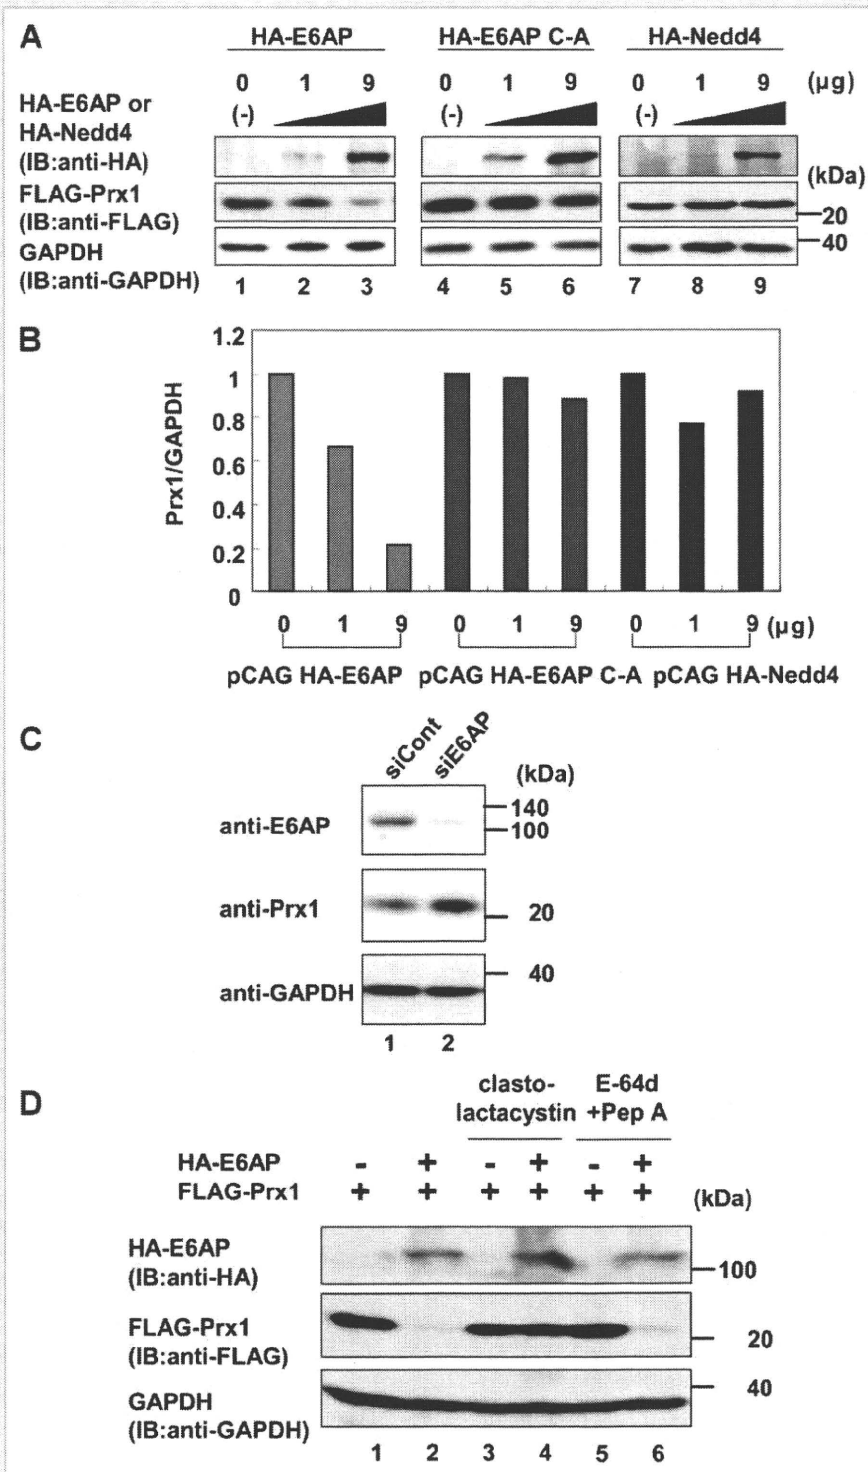 A
HA-E6AP HA-E6AP C-A HA-Nedd4
0 1 9 0 1 9 0 1 9 (μg)
HA-E6AP or (-) (-) (-)
HA-Nedd4
(IB:anti-HA)
(kDa)
FLAG-Prx1
(IB:anti-FLAG) 20
GAPDH 40
(IB:anti-GAPDH) 1 2 3 4 5 6 7 8 9
B
Prx1/GAPDH
1.2
1
0.8
0.6
0.4
0.2
0
0 1 9 0 1 9 0 1 9 (μg)
pCAG HA-E6AP pCAG HA-E6AP C-A pCAG HA-Nedd4
C
siCont siE6AP
(kDa)
140
anti-E6AP 100
anti-Prx1 20
40
anti-GAPDH
1 2
D
clasto- E-64d
lactacystin +Pep A
HA-E6AP - + - + - +
FLAG-Prx1 + + + + + + (kDa)
HA-E6AP
(IB:anti-HA) 100
FLAG-Prx1 20
(IB:anti-FLAG)
40
GAPDH
(IB:anti-GAPDH)
1 2 3 4 5 6